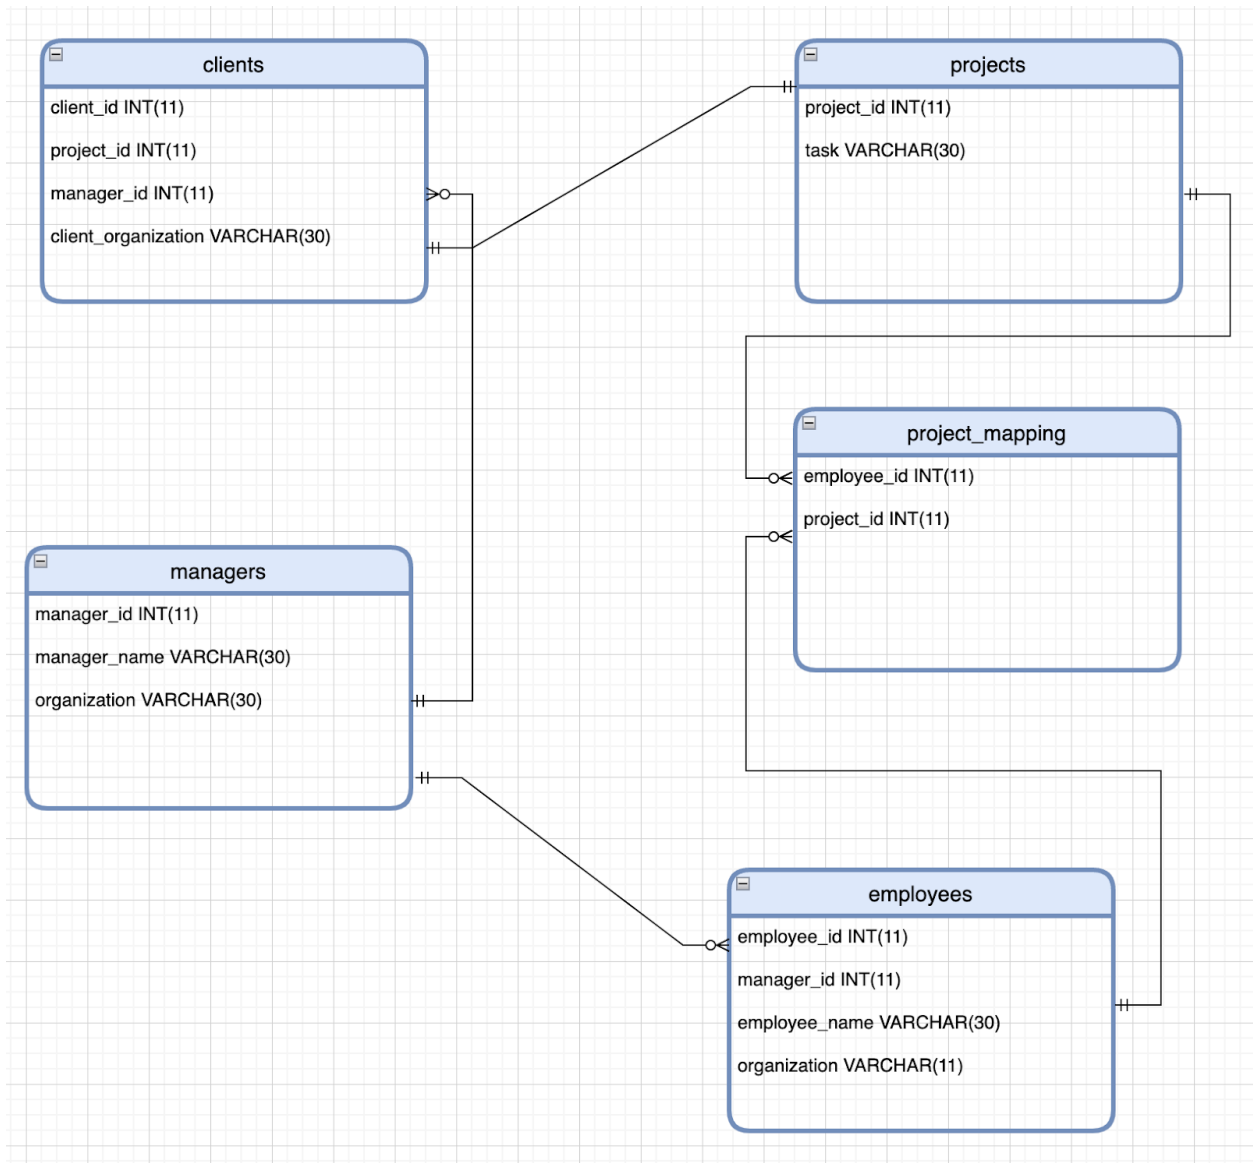 clients
client_id INT(11)
project_id INT(11)
manager_id INT(11)
client_organization VARCHAR(30)
projects
project_id INT(11)
task VARCHAR(30)
project_mapping
employee_id INT(11)
project_id INT(11)
managers
manager_id INT(11)
manager_name VARCHAR(30)
organization VARCHAR(30)
employees
employee_id INT(11)
manager_id INT(11)
employee_name VARCHAR(30)
organization VARCHAR(11)